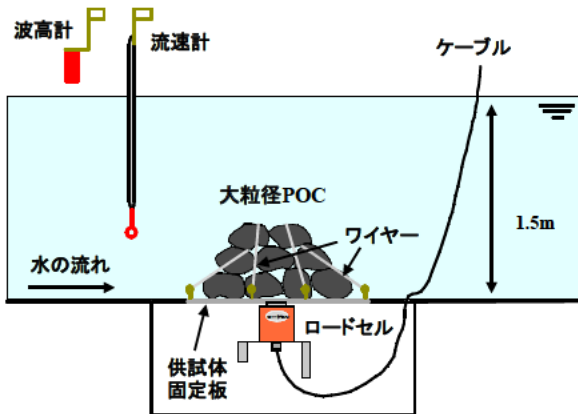 波高計
流速計
ケーブル
大粒径POC
ワイヤー
1.5m
水の流れ
ロードセル
供試体
固定板